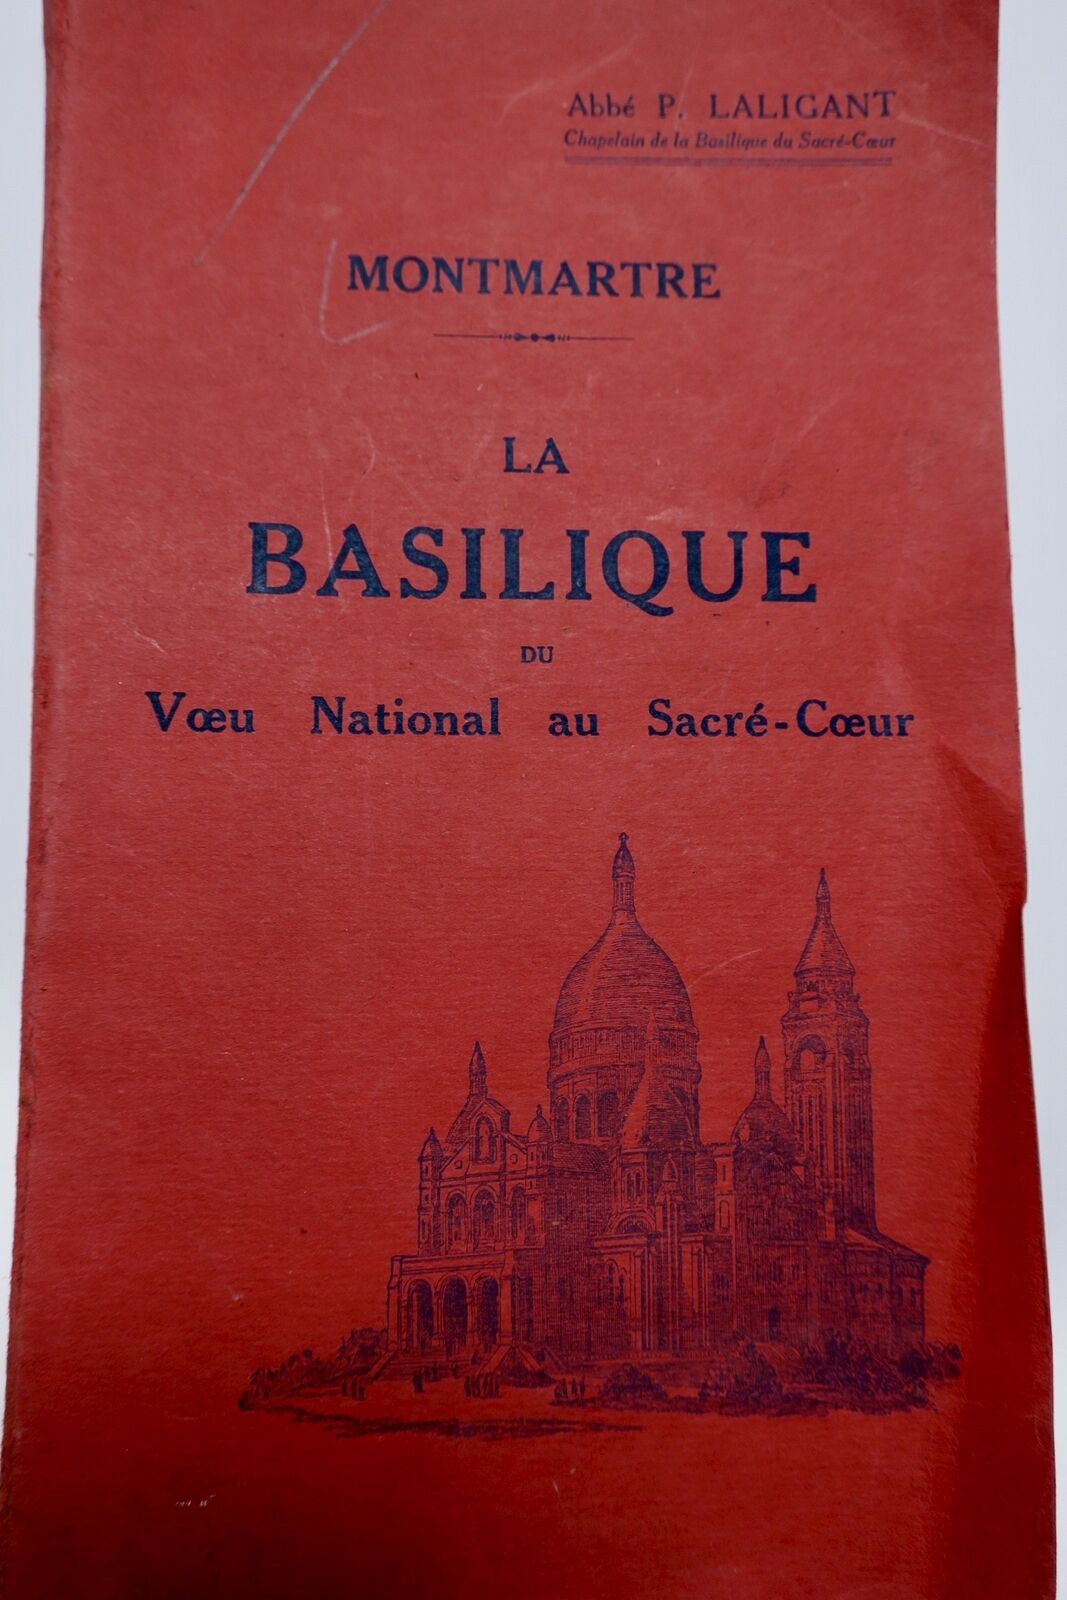 Abbé P. LALIGANT
Chapelain de la Basilique du Sacré-Cœur
MONTMARTRE
LA
BASILIQUE
DU
Vœu National au Sacré-Cœur